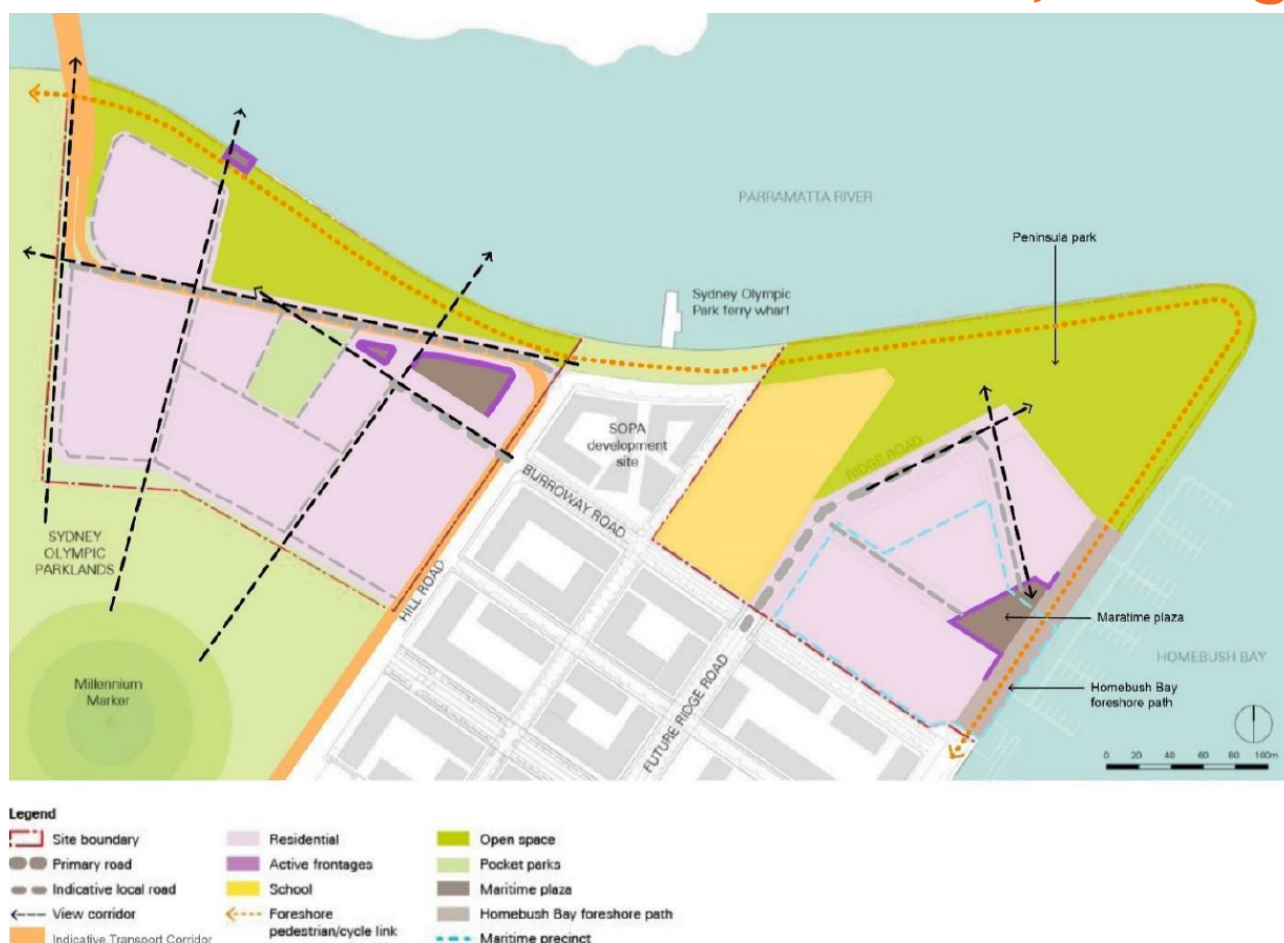 PARRAMATTA RIVER
Peninsula park
Sydney Olympic
Park ferry wharf
SOPA
development
site
RIDGE ROAD
BURROWAY ROAD
SYDNEY
OLYMPIC
PARKLANDS
HILL ROAD
Maratime plaza
HOMEBUSH BAY
Millennium
Marker
FUTURE RIDGE ROAD
Homebush Bay
foreshore path
0 20 40 60 80 100m
Legend
Site boundary
Primary road
Indicative local road
View corridor
Indicative Transport Corridor
Residential
Active frontages
School
Foreshore
pedestrian/cycle link
Open space
Pocket parks
Maritime plaza
Homebush Bay foreshore path
Maritime precinct